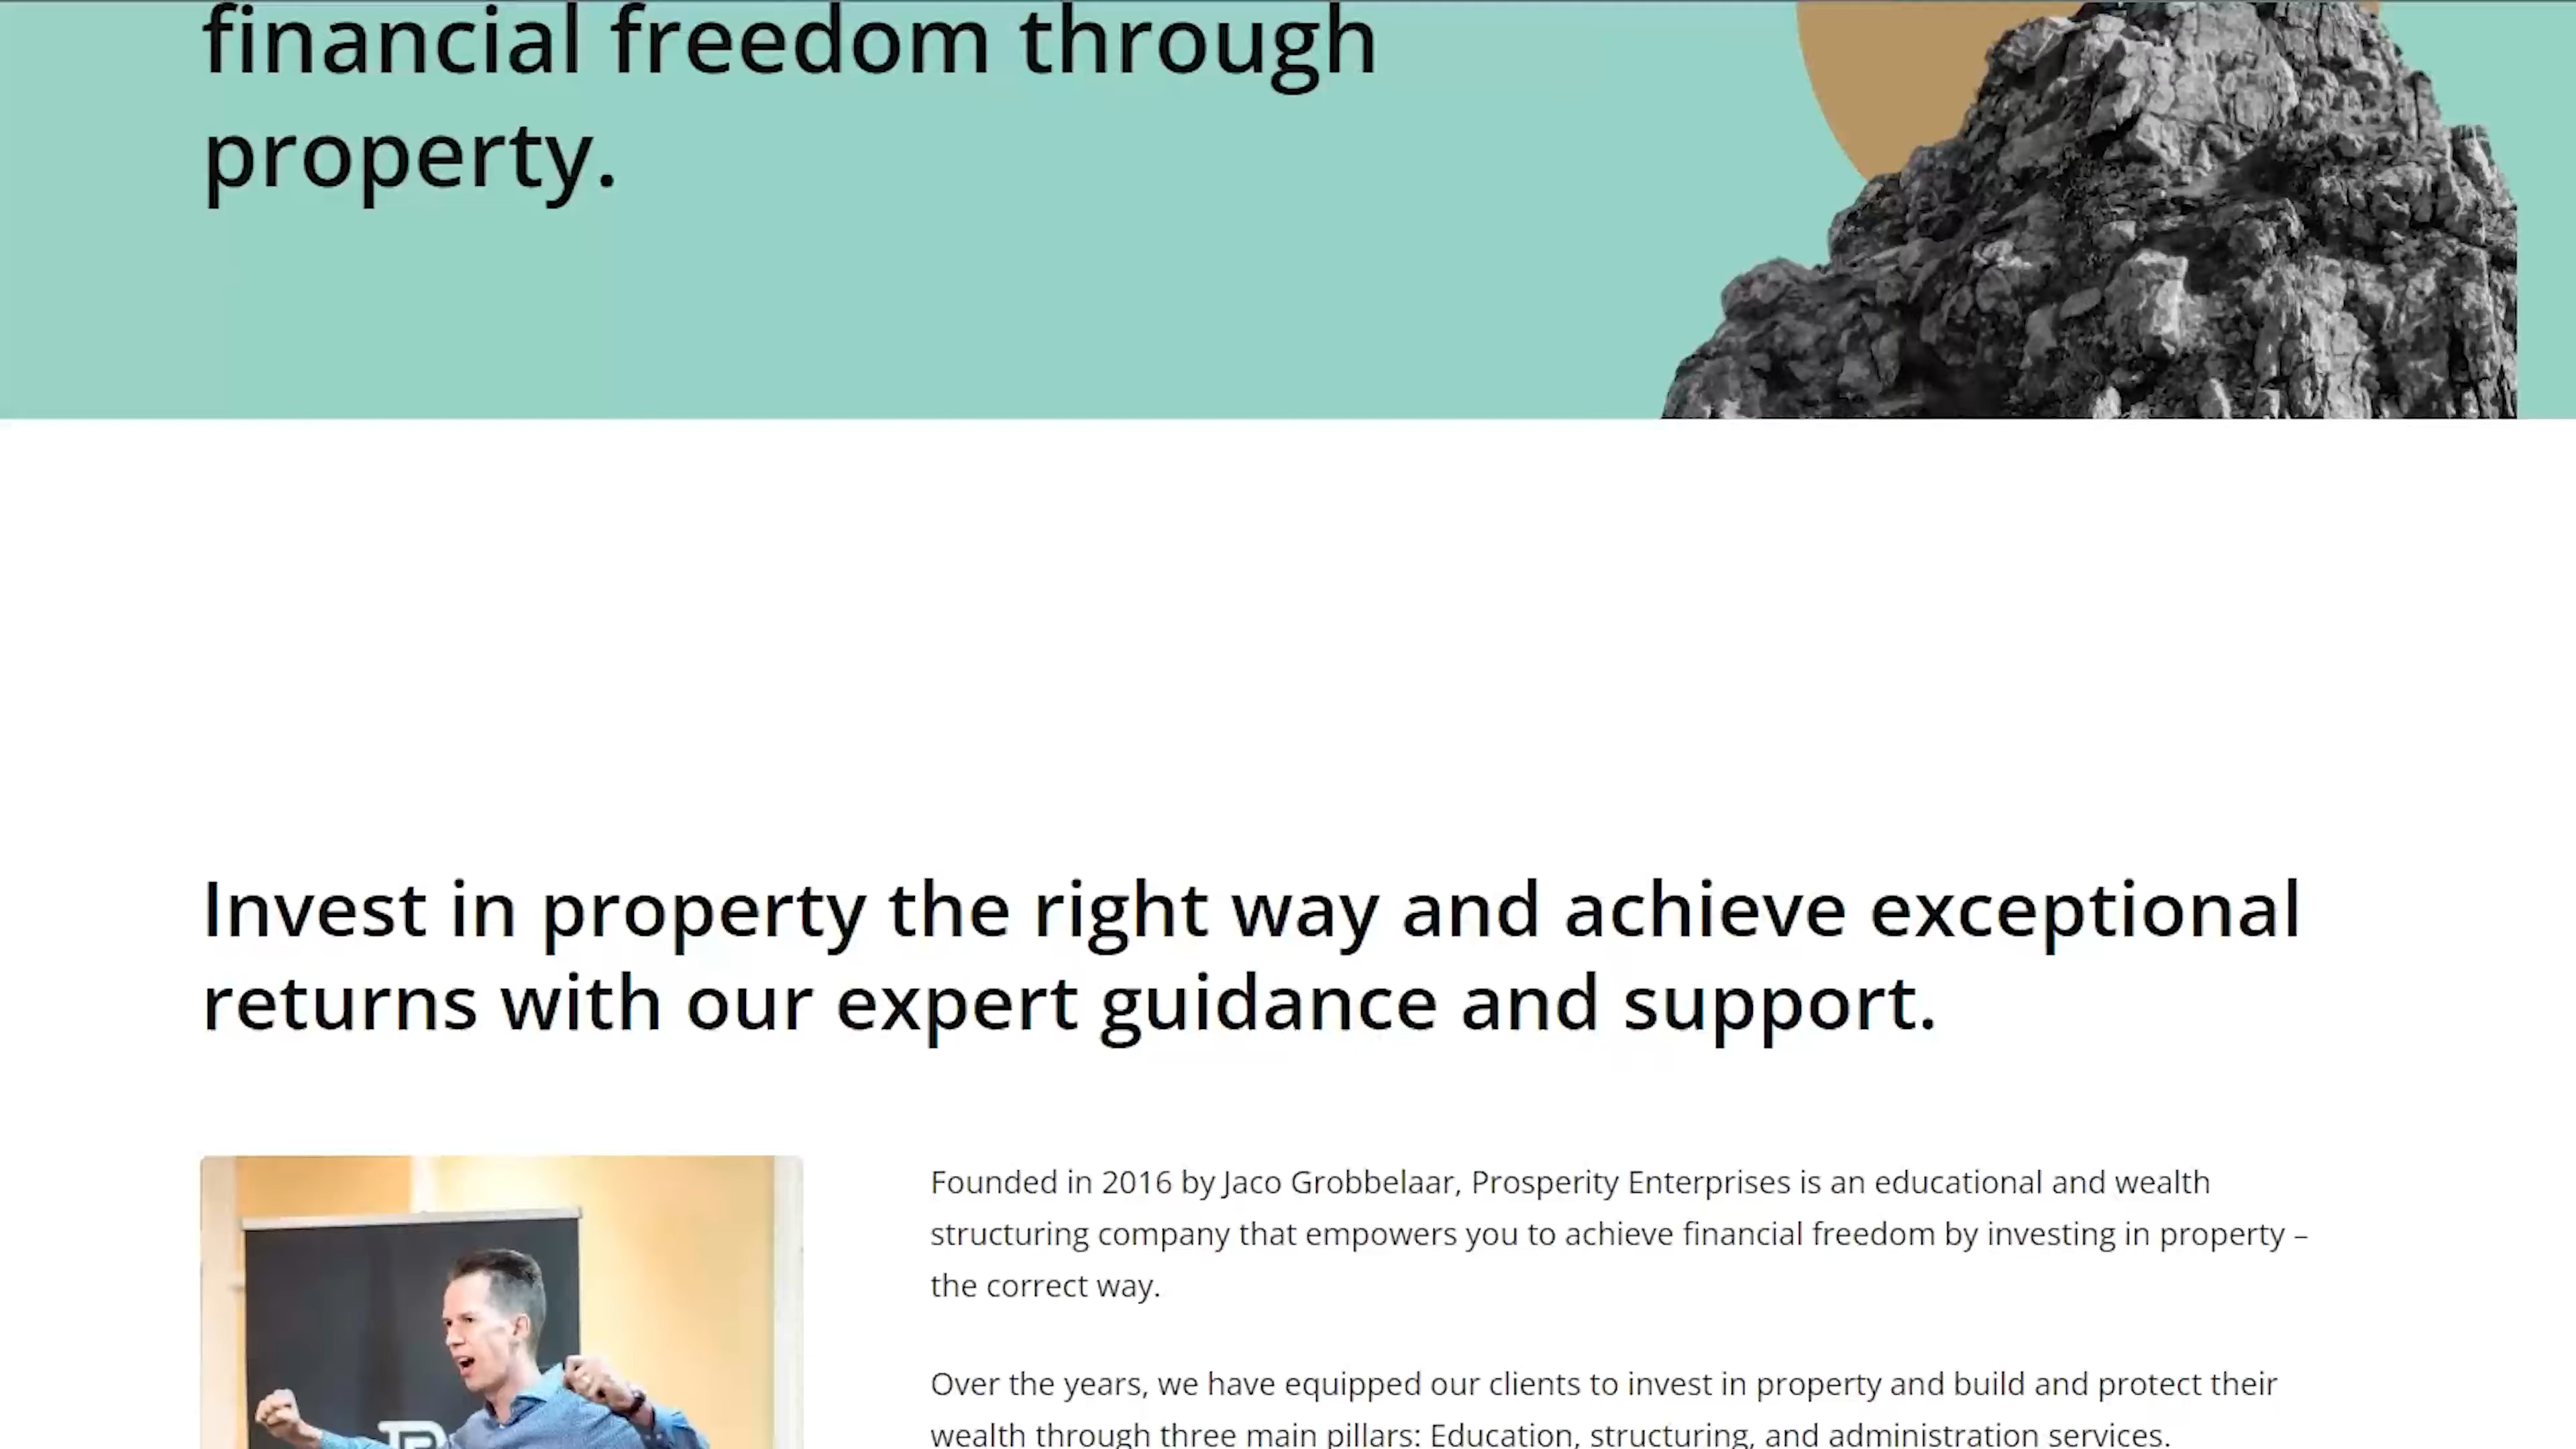 financial freedom through
property.
Invest in property the right way and achieve exceptional
returns with our expert guidance and support.
Founded in 2016 by Jaco Grobbelaar, Prosperity Enterprises is an educational and wealth
structuring company that empowers you to achieve financial freedom by investing in property –
the correct way.
Over the years, we have equipped our clients to invest in property and build and protect their
wealth through three main pillars: Education, structuring, and administration services.